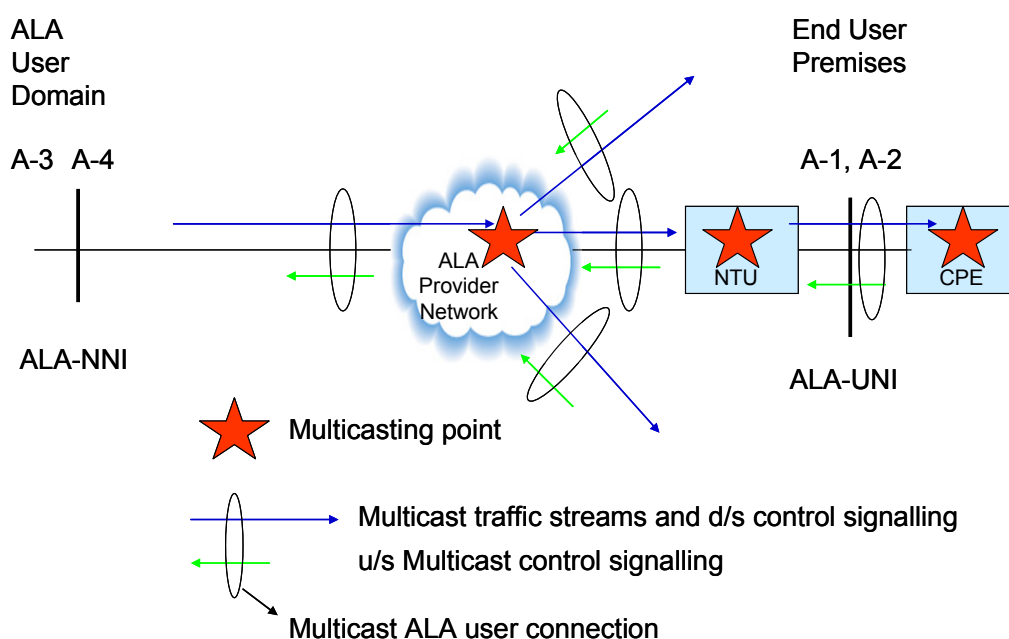 ALA
User
Domain
End User
Premises
A-3 A-4
A-1, A-2
ALA
Provider
Network
NTU
CPE
ALA-NNI
ALA-UNI
Multicasting point
Multicast traffic streams and d/s control signalling
u/s Multicast control signalling
Multicast ALA user connection